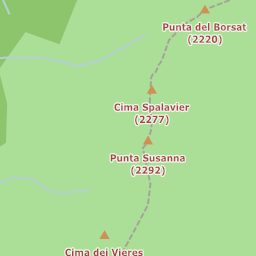 Punta del Borsat
(2220)
Cima Spalavier
(2277)
Punta Susanna
(2292)
Cima dei Vieres